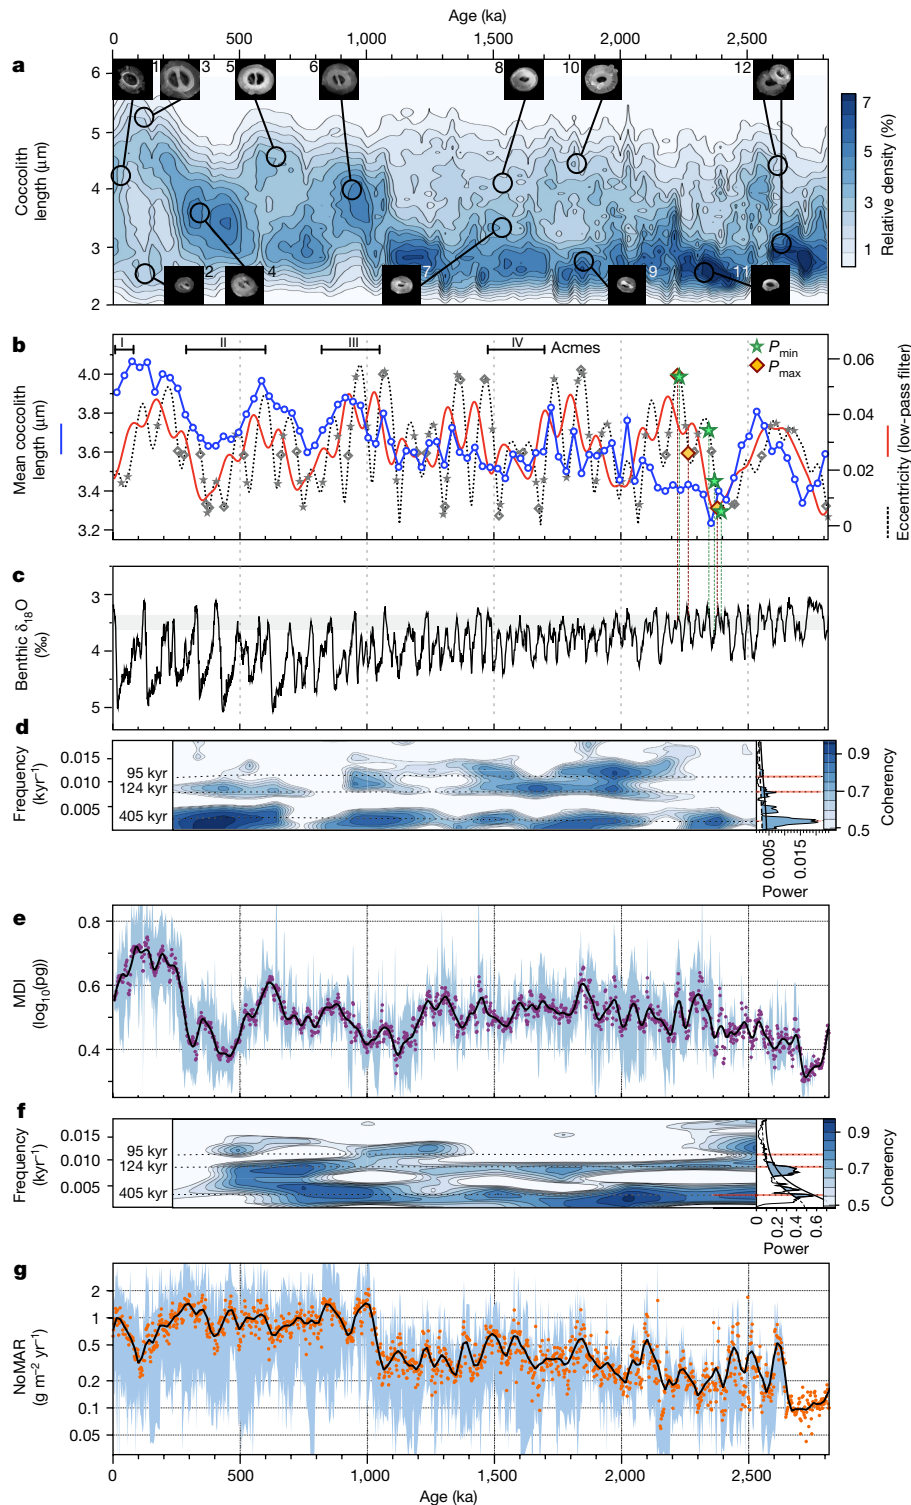 Age (ka)
0 500 1,000 1,500 2,000 2,500
a
6
5
4
3
2
Coccolith
length (μm)
1 1 3 5 6 8 10 12
2 4 7 9 11
7
5
3
1
Relative density (%)
b
I II III IV Acmes
P min
P max
4.0
3.8
3.6
3.4
3.2
Mean coccolith
length (μm)
0.06
0.04
0.02
0
Eccentricity (low-pass filter)
c
3
4
5
Benthic δ18O
(‰)
d
0.015
0.010
0.005
Frequency
(kyr−1)
95 kyr
124 kyr
405 kyr
0.9
0.7
0.5
Coherency
0.005 0.015
Power
e
0.8
0.6
0.4
MDI
(log10(pg))
f
0.015
0.010
0.005
Frequency
(kyr−1)
95 kyr
124 kyr
405 kyr
0.9
0.7
0.5
Coherency
0 0.2 0.4 0.6
Power
g
2
1
0.5
0.2
0.1
0.05
NoMAR
(g m−2 yr−1)
0 500 1,000 1,500 2,000 2,500
Age (ka)